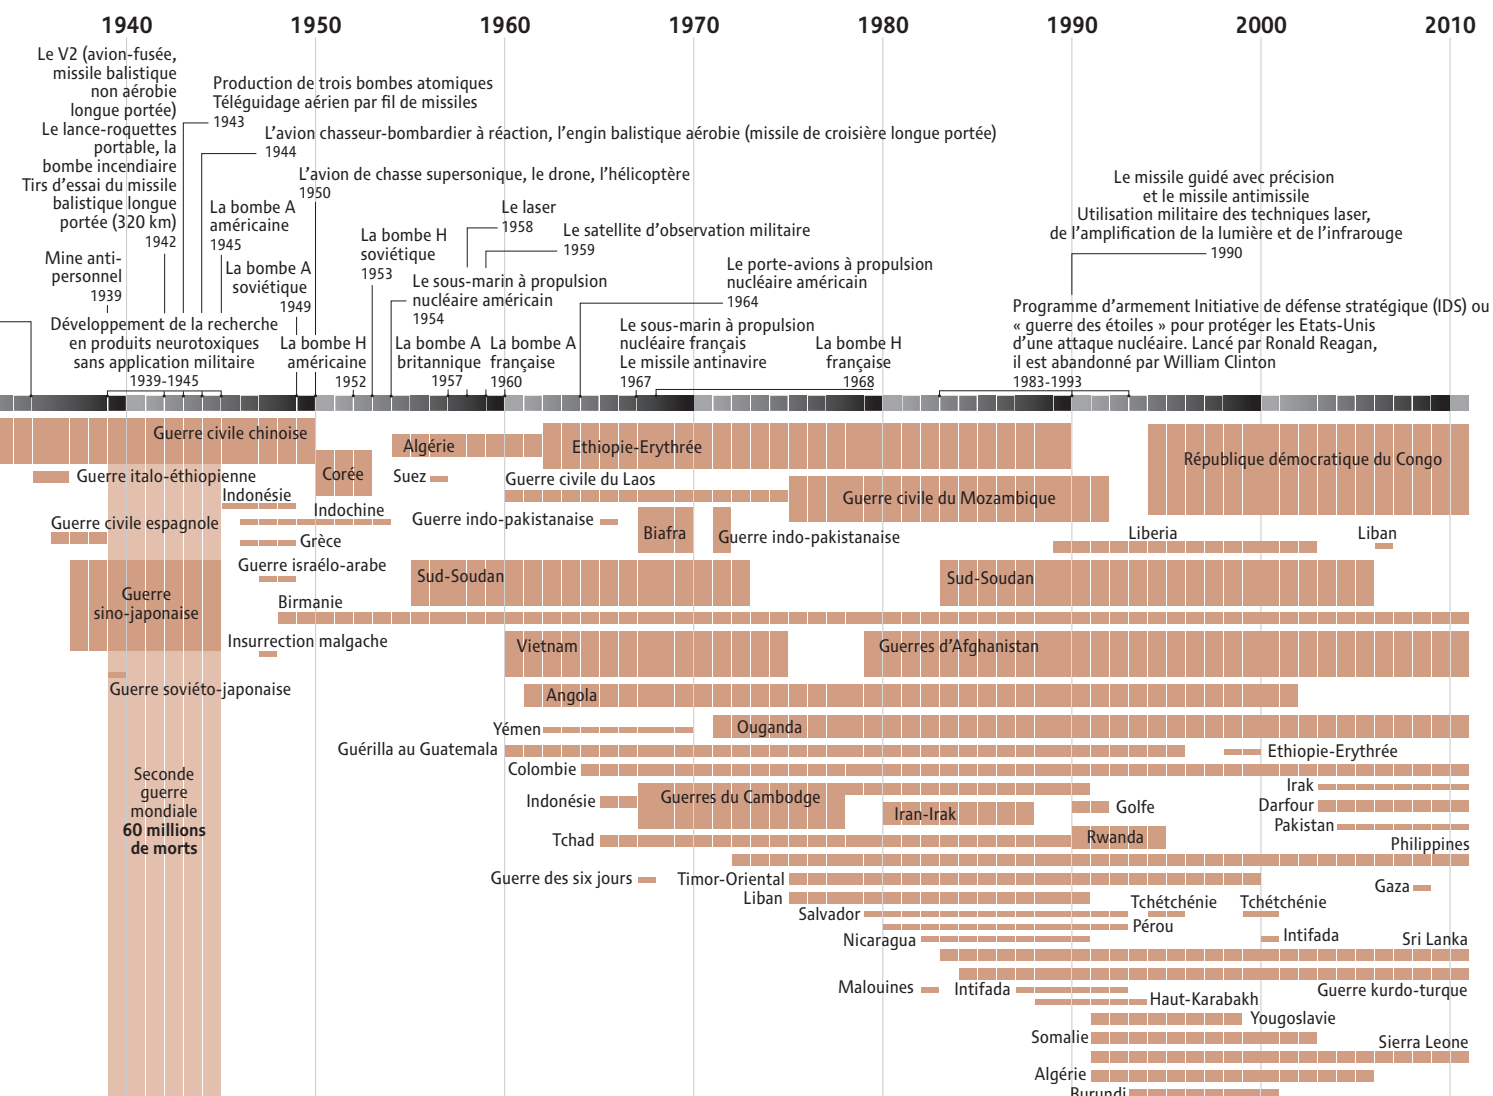 1940 1950 1960 1970 1980 1990 2000 2010
Le V2 (avion-fusée,
missile balistique
non aérobie
longue portée)
Le lance-roquettes
portable, la
bombe incendiaire
Tirs d’essai du missile
balistique longue
portée (320 km)
1942
Mine anti-
personnel
1939
Production de trois bombes atomiques
Téléguidage aérien par fil de missiles
1943
L’avion chasseur-bombardier à réaction, l’engin balistique aérobie (missile de croisière longue portée)
1944
L’avion de chasse supersonique, le drone, l’hélicoptère
1950
La bombe A
américaine
1945
La bombe A
soviétique
1949
Développement de la recherche
en produits neurotoxiques
sans application militaire
1939-1945
La bombe H
américaine
1952
La bombe H
soviétique
1953
Le sous-marin à propulsion
nucléaire américain
1954
La bombe A
britannique
1957
Le laser
1958
Le satellite d’observation militaire
1959
La bombe A
française
1960
Le porte-avions à propulsion
nucléaire américain
1964
Le sous-marin à propulsion
nucléaire français
Le missile antinavire
1967
La bombe H
française
1968
Le missile guidé avec précision
et le missile antimissile
Utilisation militaire des techniques laser,
de l’amplification de la lumière et de l’infrarouge
1990
Programme d’armement Initiative de défense stratégique (IDS) ou
« guerre des étoiles » pour protéger les Etats-Unis
d’une attaque nucléaire. Lancé par Ronald Reagan,
il est abandonné par William Clinton
1983-1993
Guerre civile chinoise
Algérie
Ethiopie-Erythrée
République démocratique du Congo
Guerre italo-éthiopienne
Corée
Suez
Guerre civile du Laos
Guerre civile du Mozambique
Indonésie
Indochine
Guerre civile espagnole
Guerre indo-pakistanaise
Biafra
Guerre indo-pakistanaise
Liberia
Liban
Grèce
Guerre israélo-arabe
Sud-Soudan
Sud-Soudan
Guerre
sino-japonaise
Birmanie
Insurrection malgache
Vietnam
Guerres d’Afghanistan
Guerre soviéto-japonaise
Angola
Yémen
Ouganda
Guérilla au Guatemala
Ethiopie-Erythrée
Colombie
Seconde
guerre
mondiale
60 millions
de morts
Indonésie
Guerres du Cambodge
Iran-Irak
Golfe
Irak
Darfour
Pakistan
Tchad
Rwanda
Philippines
Guerre des six jours
Timor-Oriental
Gaza
Liban
Salvador
Tchétchénie
Tchétchénie
Pérou
Nicaragua
Intifada
Sri Lanka
Malouines
Intifada
Guerre kurdo-turque
Haut-Karabakh
Yougoslavie
Somalie
Sierra Leone
Algérie
Burundi